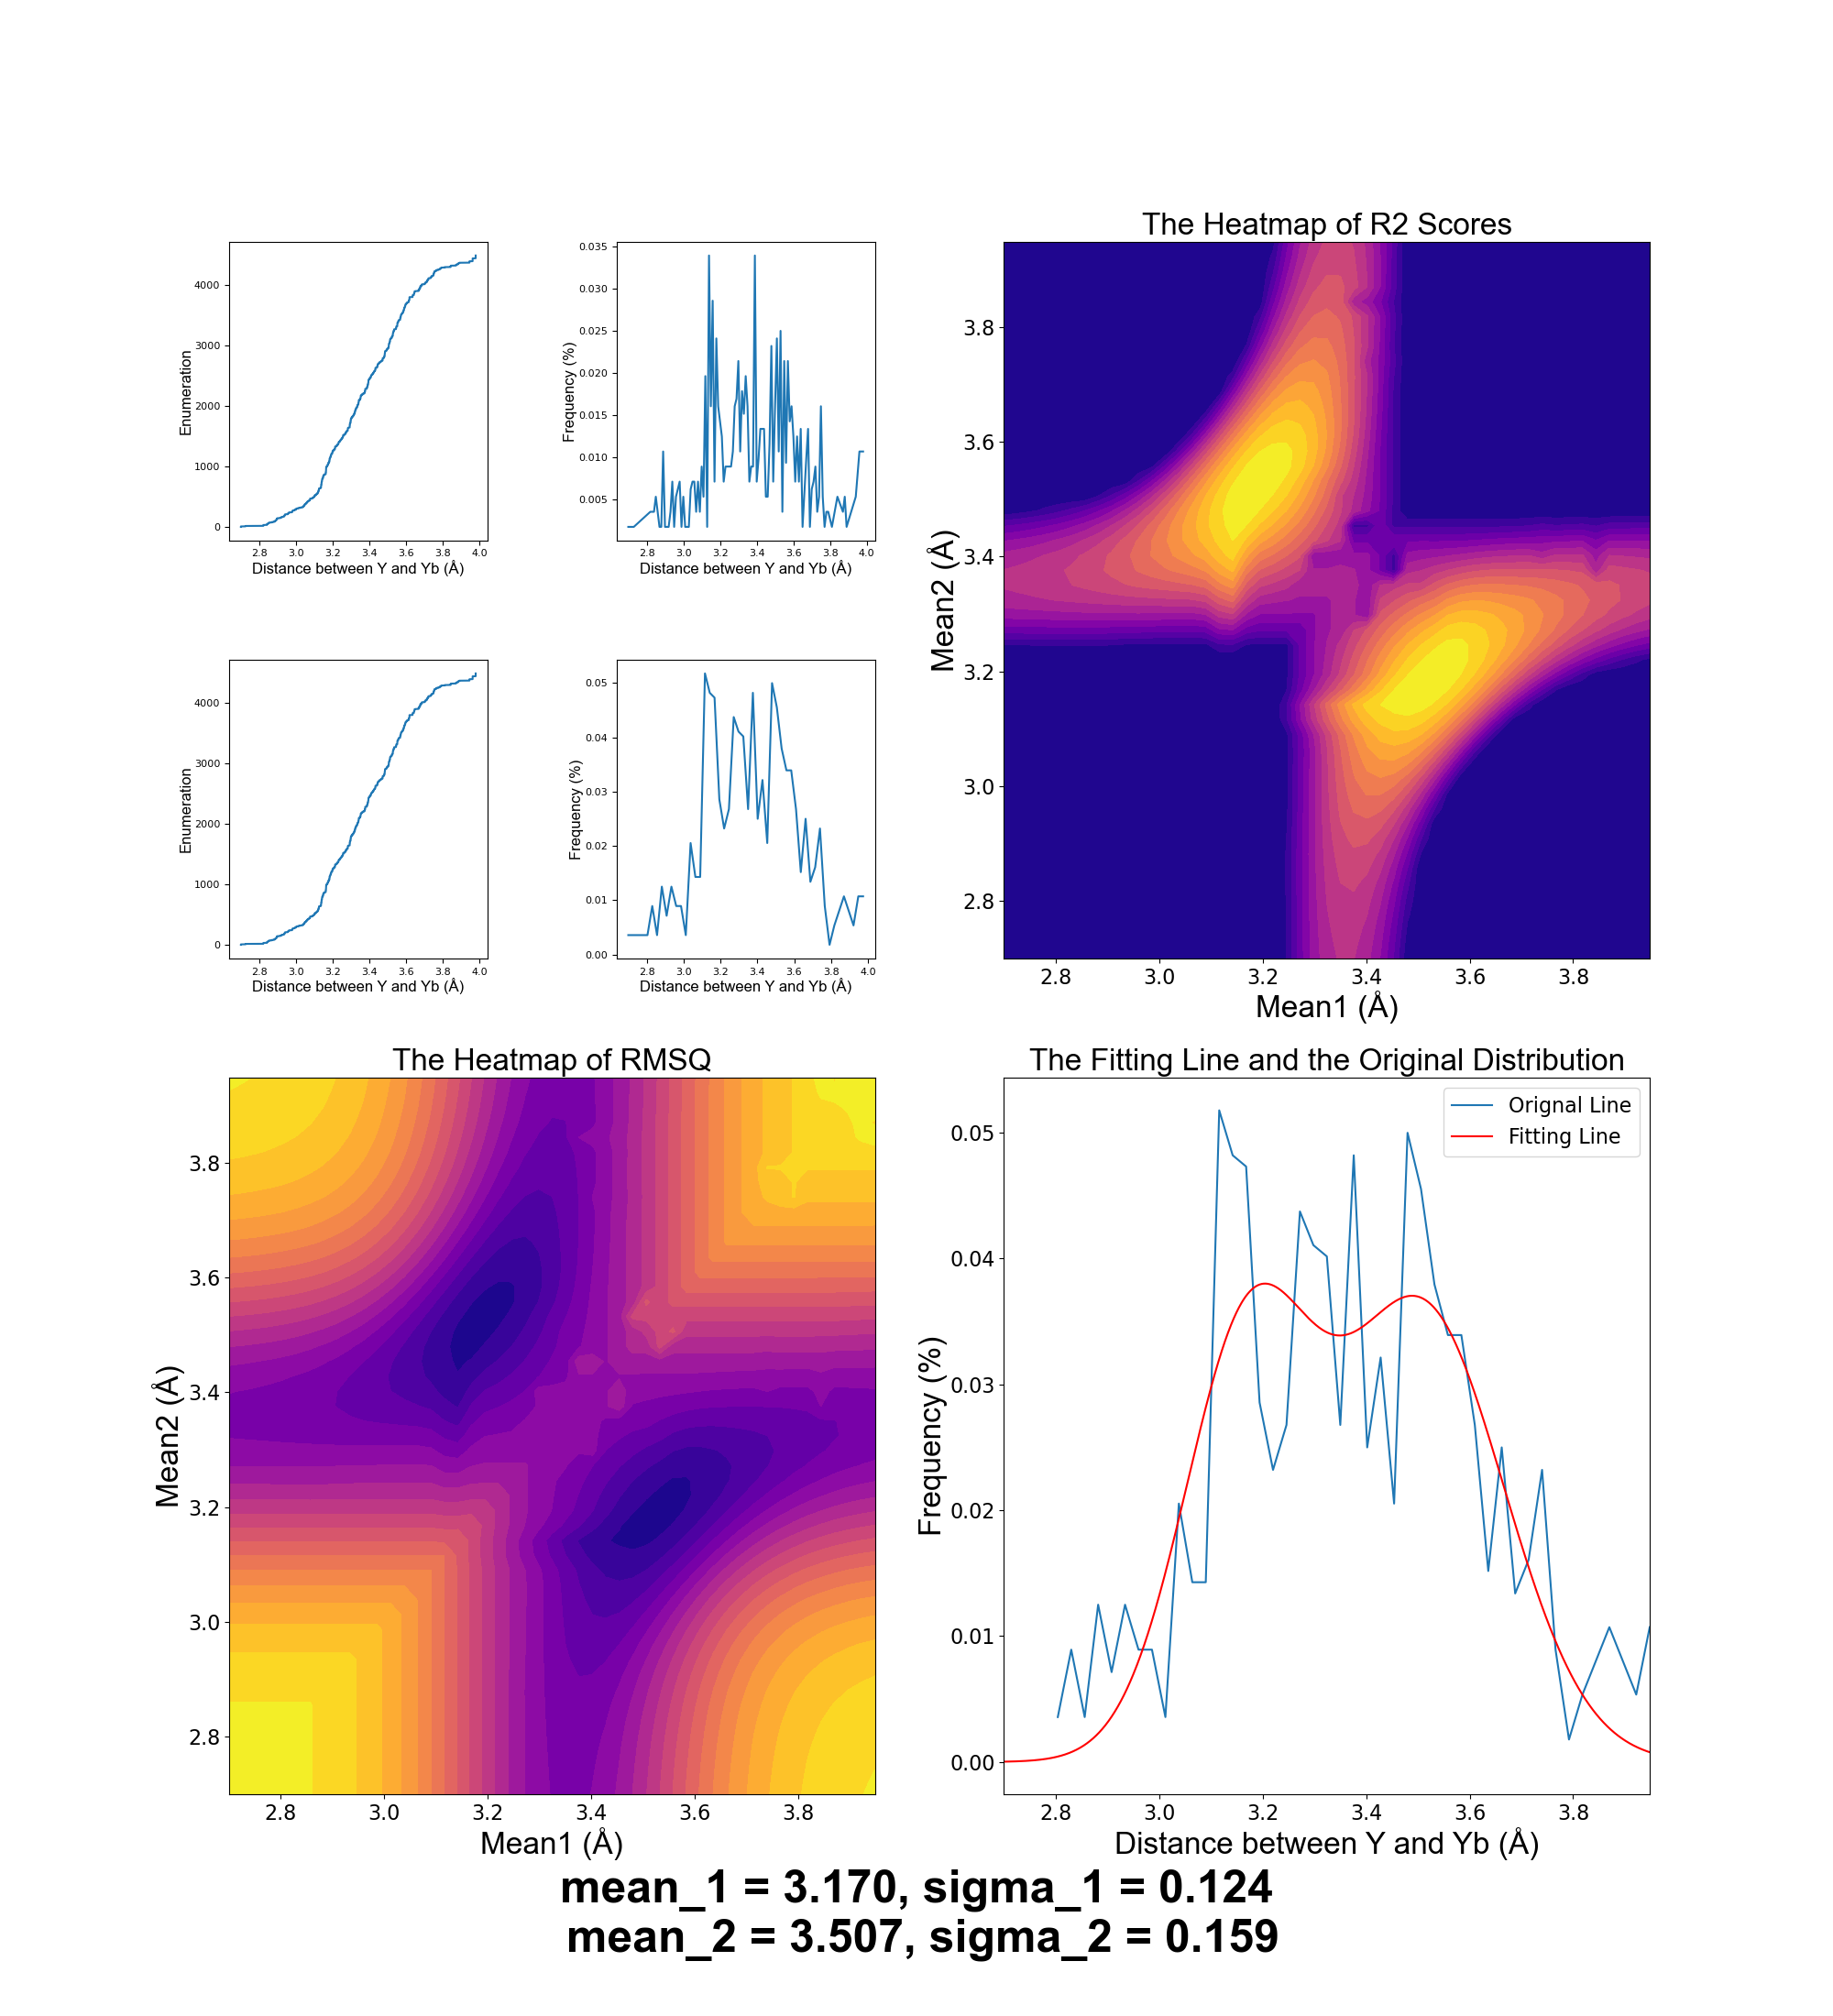 The Heatmap of R2 Scores
Enumeration
4000
3000
2000
1000
0
2.8 3.0 3.2 3.4 3.6 3.8 4.0
Distance between Y and Yb (Å)
Frequency (%)
0.035
0.030
0.025
0.020
0.015
0.010
0.005
2.8 3.0 3.2 3.4 3.6 3.8 4.0
Distance between Y and Yb (Å)
Mean2 (Å)
3.8
3.6
3.4
3.2
3.0
2.8
2.8 3.0 3.2 3.4 3.6 3.8
Mean1 (Å)
Enumeration
4000
3000
2000
1000
0
2.8 3.0 3.2 3.4 3.6 3.8 4.0
Distance between Y and Yb (Å)
Frequency (%)
0.05
0.04
0.03
0.02
0.01
0.00
2.8 3.0 3.2 3.4 3.6 3.8 4.0
Distance between Y and Yb (Å)
The Heatmap of RMSQ
Mean2 (Å)
3.8
3.6
3.4
3.2
3.0
2.8
2.8 3.0 3.2 3.4 3.6 3.8
Mean1 (Å)
The Fitting Line and the Original Distribution
Orignal Line
Fitting Line
Frequency (%)
0.05
0.04
0.03
0.02
0.01
0.00
2.8 3.0 3.2 3.4 3.6 3.8
Distance between Y and Yb (Å)
mean_1 = 3.170, sigma_1 = 0.124
mean_2 = 3.507, sigma_2 = 0.159